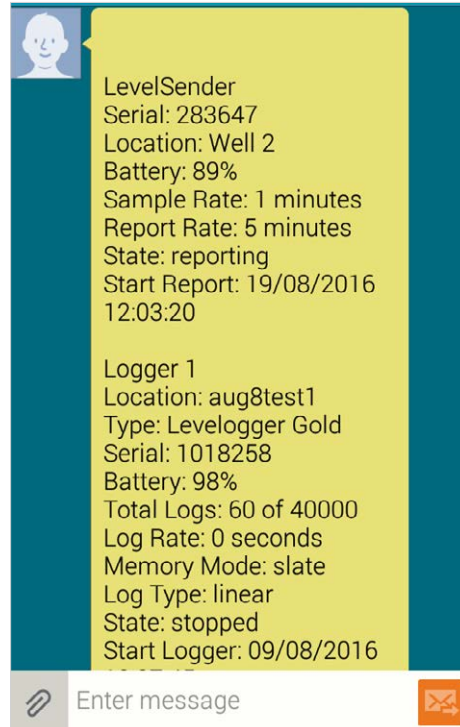 LevelSender
Serial: 283647
Location: Well 2
Battery: 89%
Sample Rate: 1 minutes
Report Rate: 5 minutes
State: reporting
Start Report: 19/08/2016
12:03:20
Logger 1
Location: aug8test1
Type: Levelogger Gold
Serial: 1018258
Battery: 98%
Total Logs: 60 of 40000
Log Rate: 0 seconds
Memory Mode: slate
Log Type: linear
State: stopped
Start Logger: 09/08/2016
Enter message